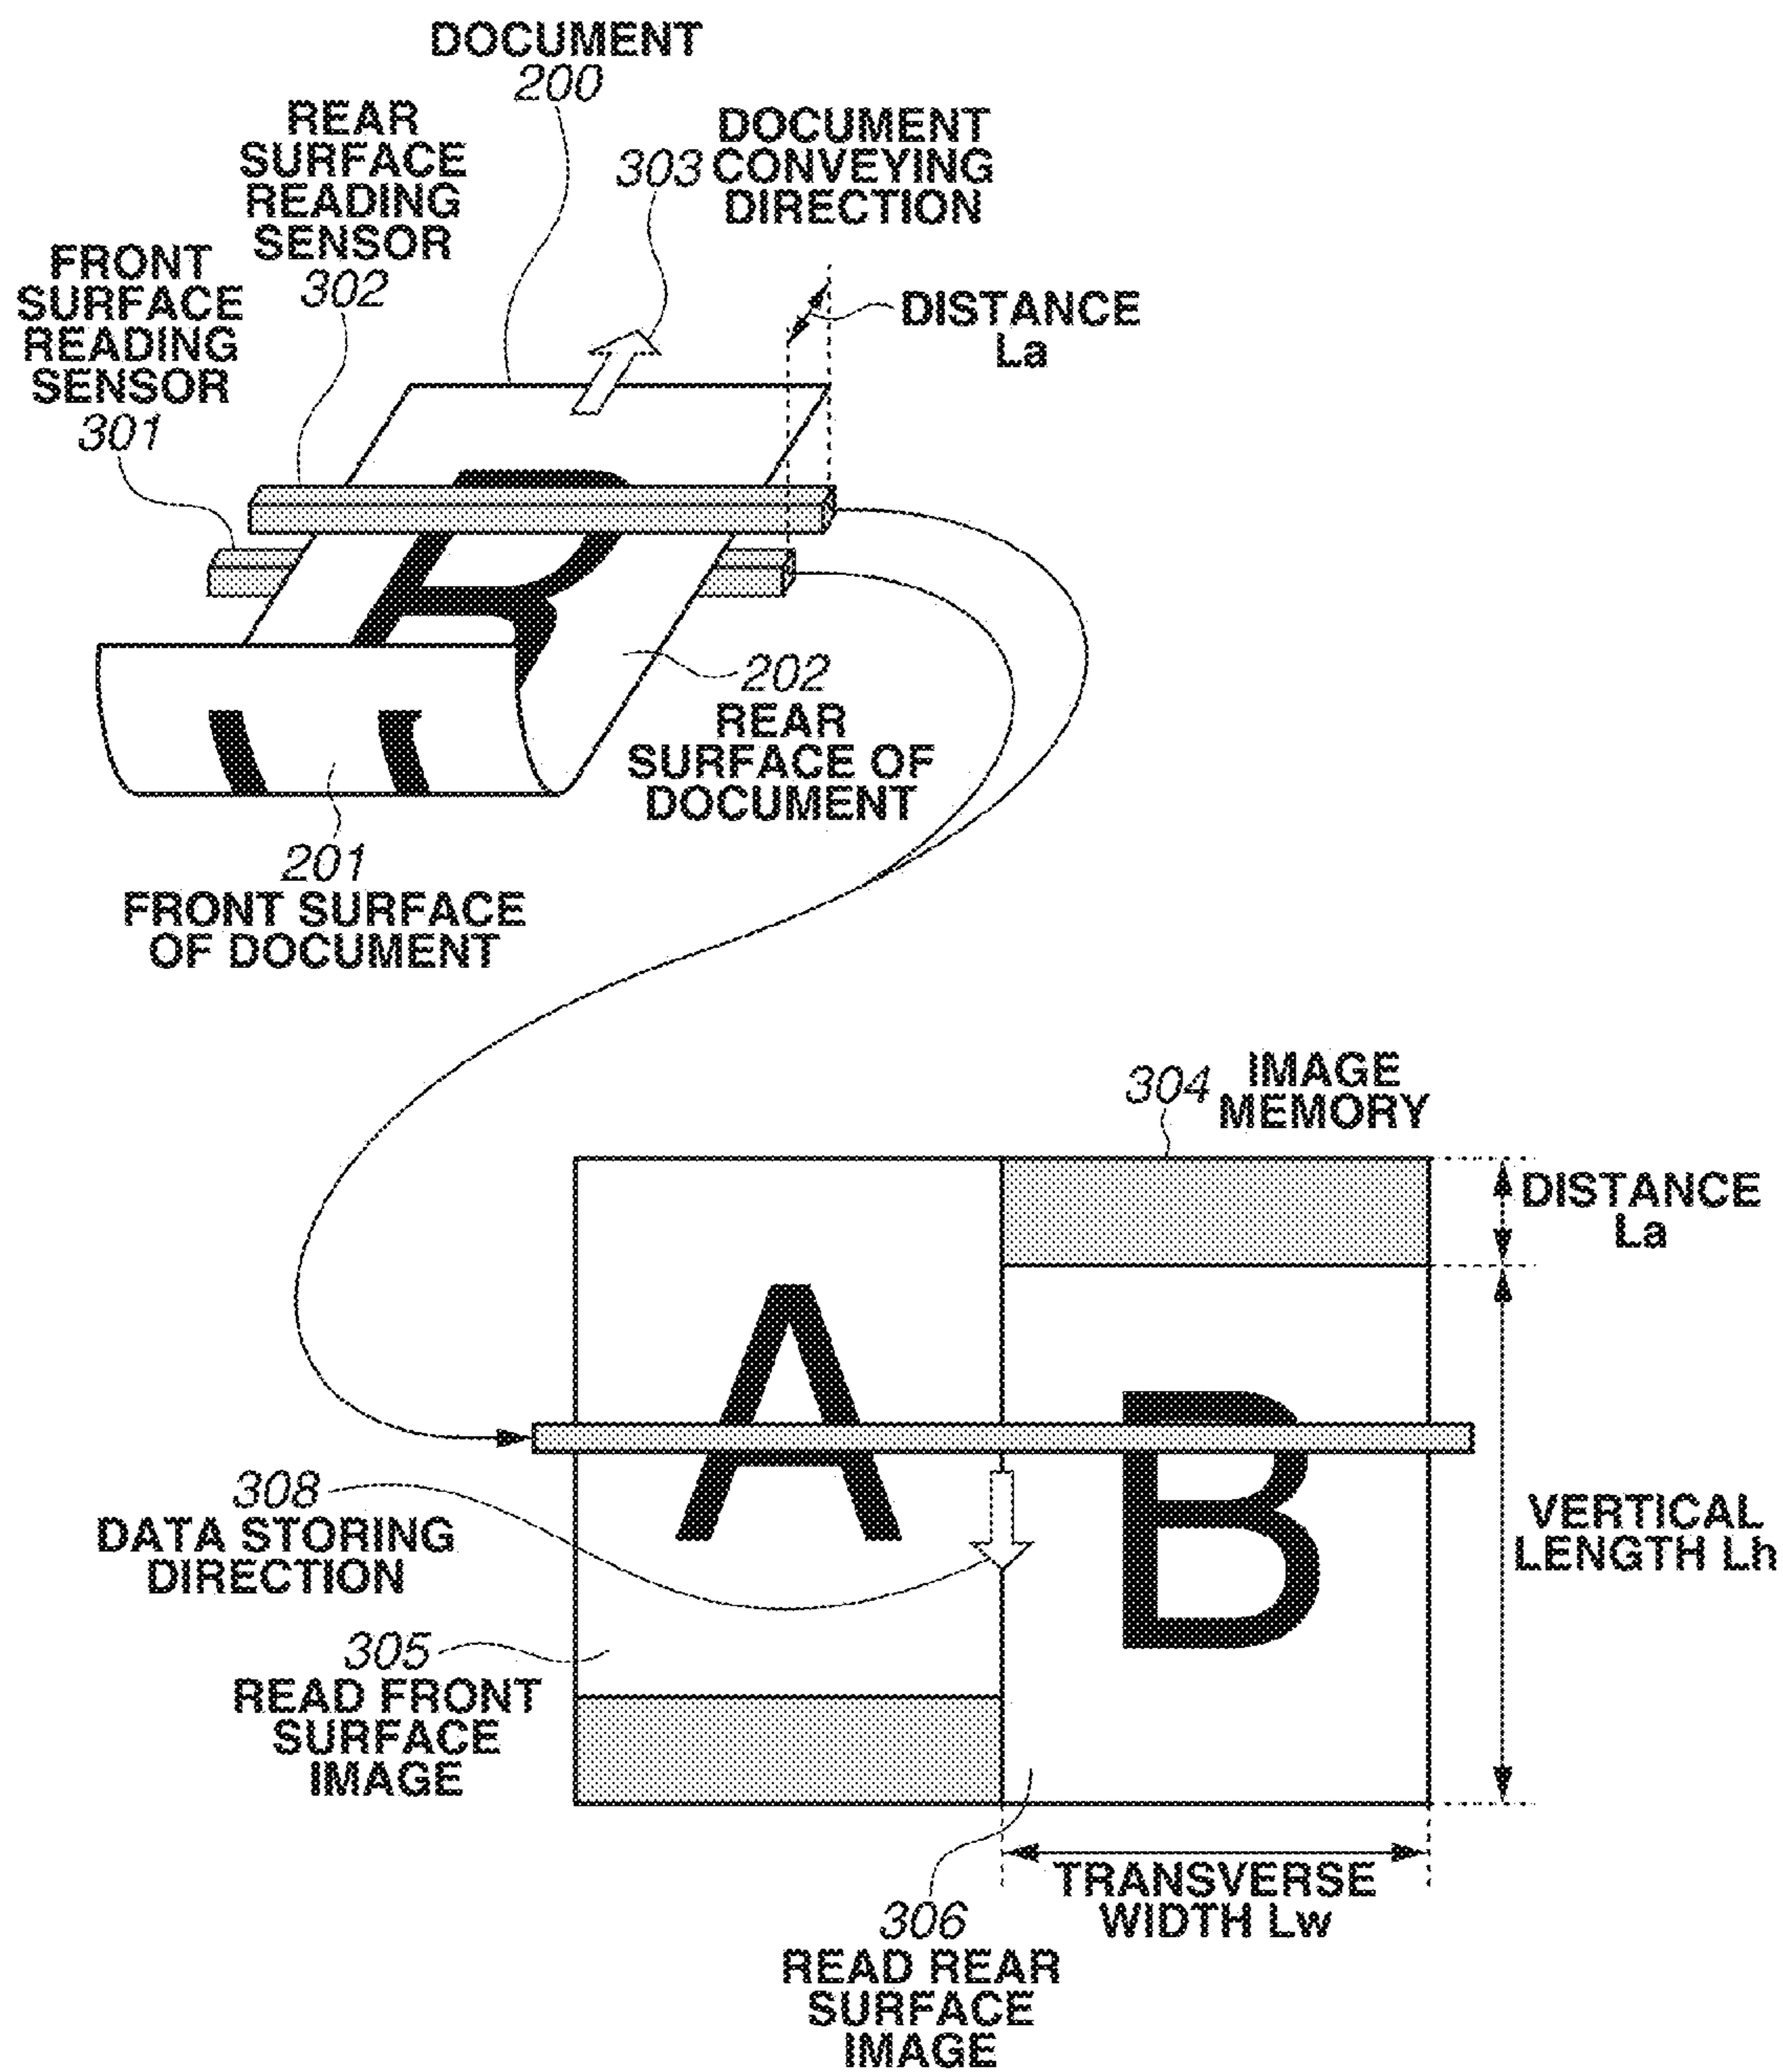 DOCUMENT
200
REAR
SURFACE
READING
SENSOR
302
303
DOCUMENT
CONVEYING
DIRECTION
FRONT
SURFACE
READING
SENSOR
301
DISTANCE
La
202
REAR
SURFACE OF
DOCUMENT
201
FRONT SURFACE
OF DOCUMENT
304
IMAGE
MEMORY
DISTANCE
La
A
B
308
DATA STORING
DIRECTION
VERTICAL
LENGTH Lh
305
READ FRONT
SURFACE
IMAGE
TRANSVERSE
WIDTH Lw
306
READ REAR
SURFACE
IMAGE